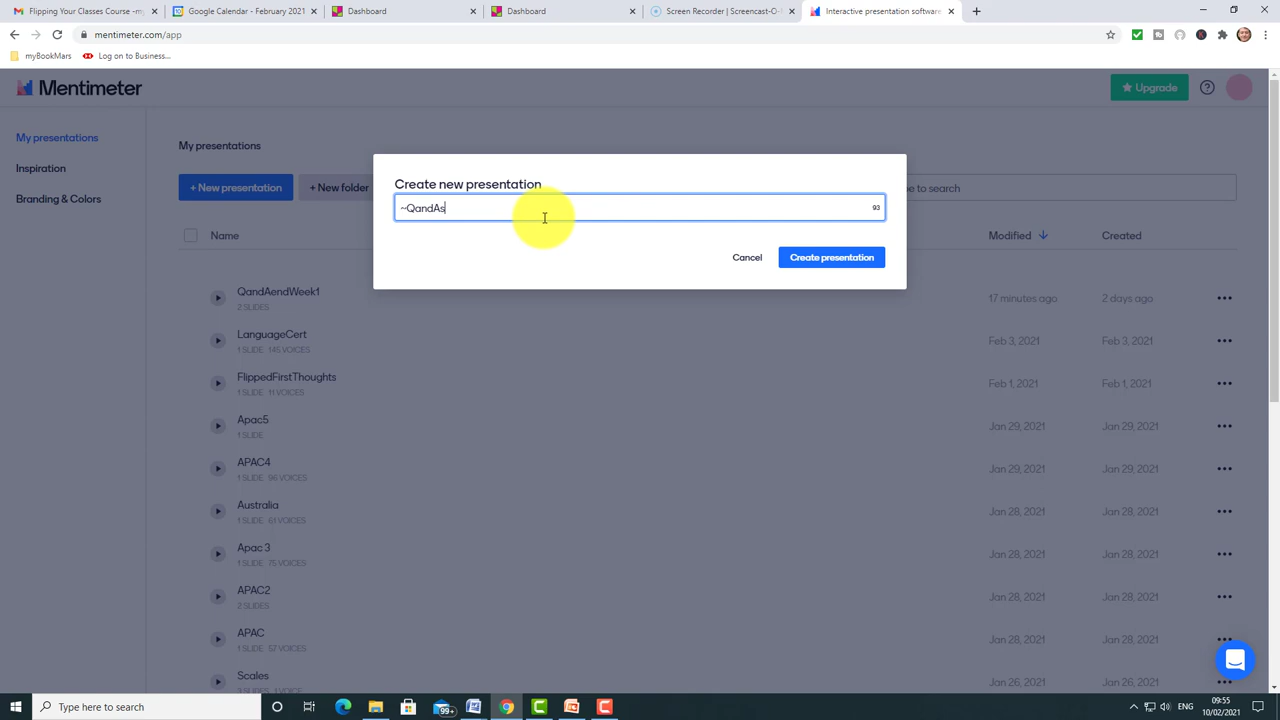 Flipping Your Classes Course - my
Google Calendar - February 2021
Dashboard
Dashboard
Screen Recorder | Screencast-O-
Interactive presentation software
mentimeter.com/app
myBookMars
Log on to Business...
Mentimeter
Upgrade
My presentations
Inspiration
Branding & Colors
My presentations
+ New presentation
+ New folder
e to search
Create new presentation
~QandAs
93
Cancel
Create presentation
Name
Modified
Created
QandAendWeek1
2 SLIDES
17 minutes ago
2 days ago
LanguageCert
1 SLIDE 145 VOICES
Feb 3, 2021
Feb 3, 2021
FlippedFirstThoughts
1 SLIDE 11 VOICES
Feb 1, 2021
Feb 1, 2021
Apac5
1 SLIDE
Jan 29, 2021
Jan 29, 2021
APAC4
1 SLIDE 96 VOICES
Jan 29, 2021
Jan 29, 2021
Australia
1 SLIDE 61 VOICES
Jan 28, 2021
Jan 28, 2021
Apac 3
1 SLIDE 75 VOICES
Jan 28, 2021
Jan 28, 2021
APAC2
2 SLIDES
Jan 28, 2021
Jan 28, 2021
APAC
1 SLIDE 57 VOICES
Jan 28, 2021
Jan 28, 2021
Scales
3 SLIDES 1 VOICE
Jan 26, 2021
Jan 26, 2021
Type here to search
99+
ENG
09:55
10/02/2021